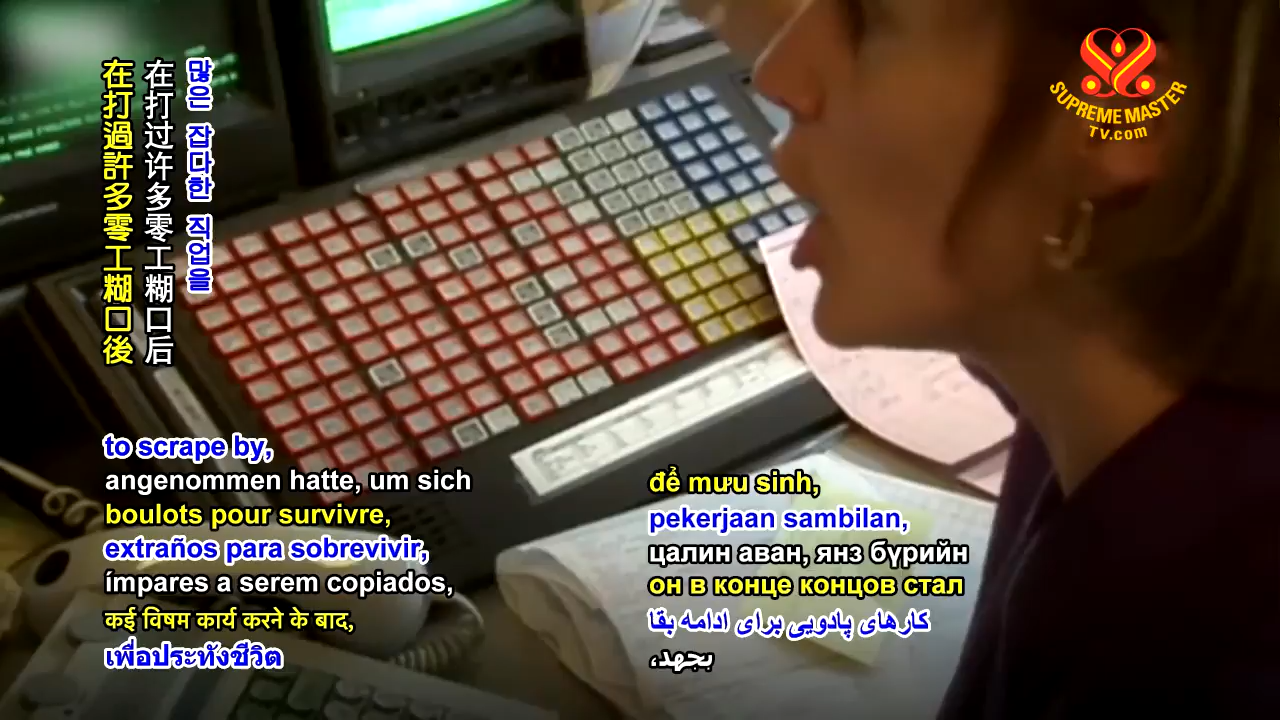 在打過許多零工糊口後
在打过许多零工糊口后
많은 잡다한 직업을
SUPREME MASTER
TV.com
to scrape by,
angenommen hatte, um sich
boulots pour survivre,
extraños para sobrevivir,
ímpares a serem copiados,
कई विषम कार्य करने के बाद,
เพื่อประทังชีวิต
để mưu sinh,
pekerjaan sambilan,
цалин аван, янз бүрийн
он в конце концов стал
کارهای پادویی برای ادامه بقا
بجهد،